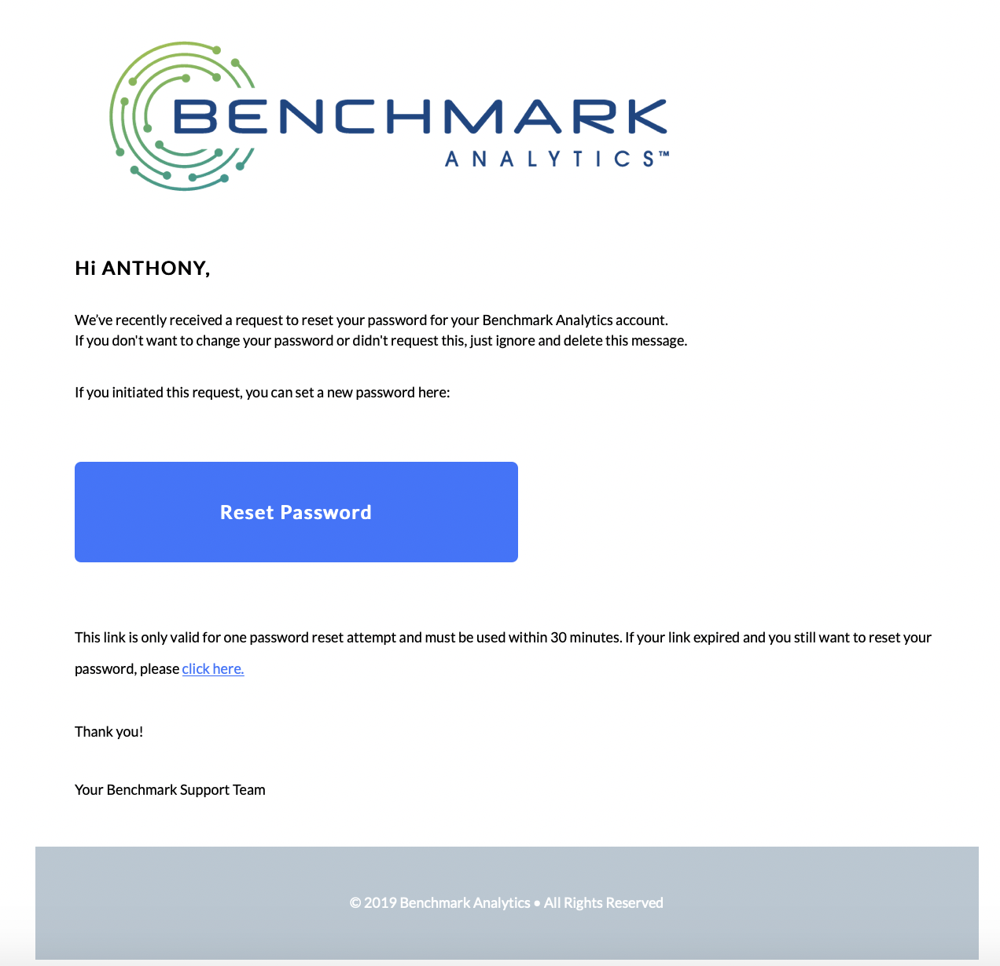 BENCHMARK
ANALYTICS™
Hi ANTHONY,
We’ve recently received a request to reset your password for your Benchmark Analytics account.
If you don't want to change your password or didn't request this, just ignore and delete this message.
If you initiated this request, you can set a new password here:
Reset Password
This link is only valid for one password reset attempt and must be used within 30 minutes. If your link expired and you still want to reset your
password, please click here.
Thank you!
Your Benchmark Support Team
© 2019 Benchmark Analytics • All Rights Reserved